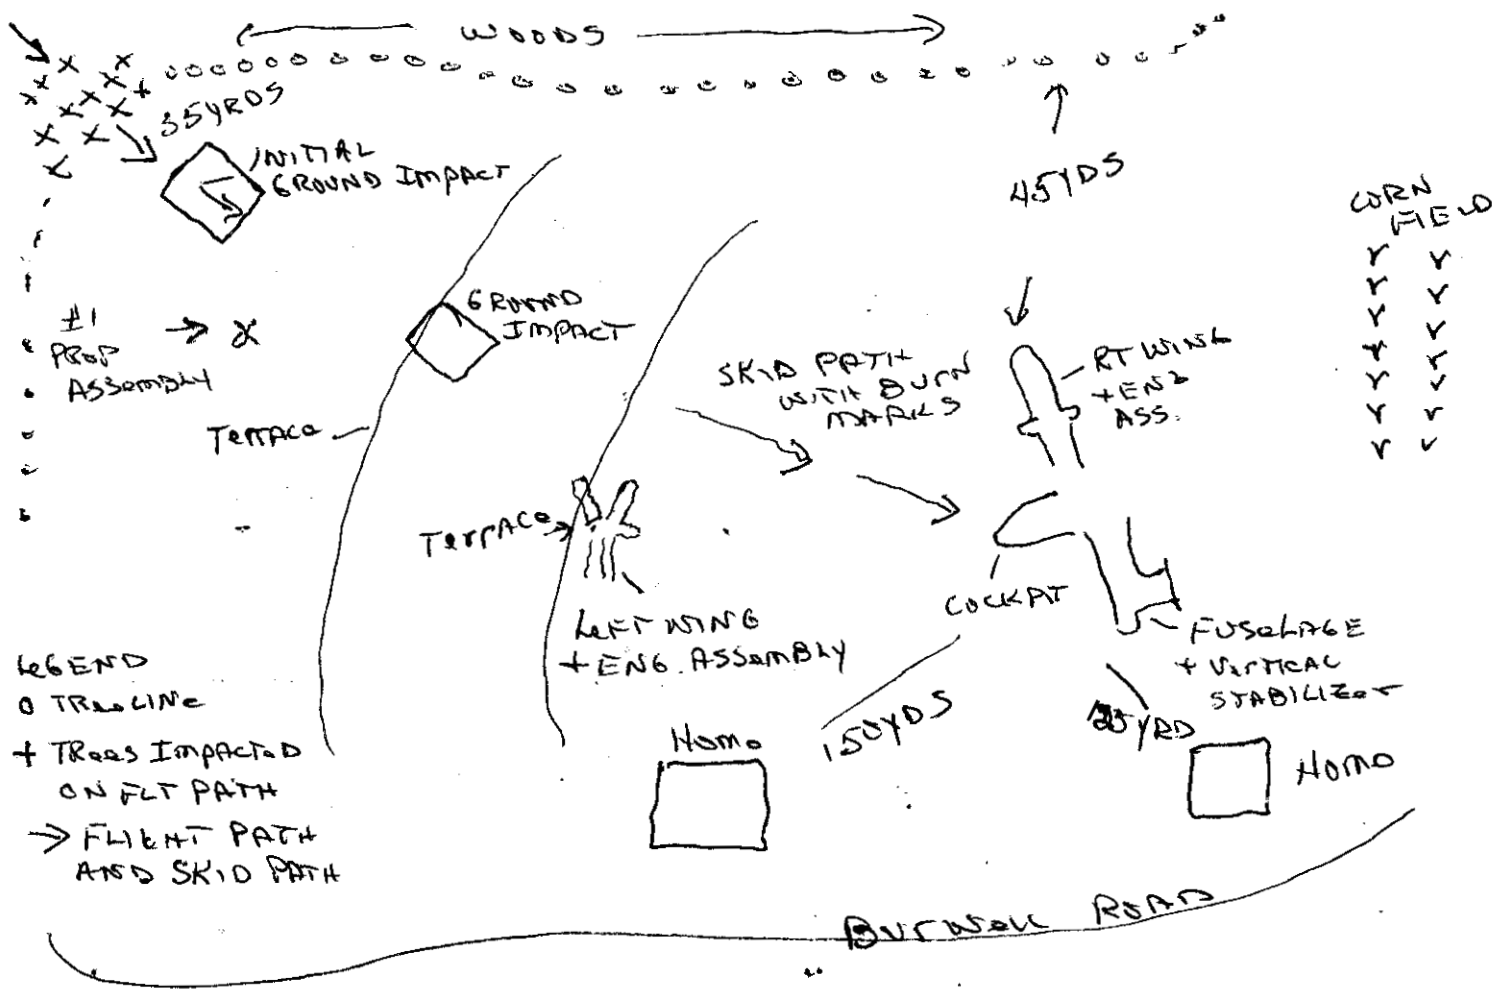 WOODS
35YRDS
INITIAL
GROUND IMPACT
45YDS
CORN
FIELD
GROUND
IMPACT
#1
PROP
ASSEMBLY
TERRACE
SKID PATH
WITH BURN
MARKS
RT WING
+ ENG
ASS.
TERRACE
LEFT WING
+ ENG. ASSEMBLY
COCKPIT
FUSELAGE
+ VERTICAL
STABILIZER
LEGEND
O TREELINE
+ TREES IMPACTED
ON FLT PATH
→ FLIGHT PATH
AND SKID PATH
HOME
150YDS
YRD
HOME
BURWELL ROAD